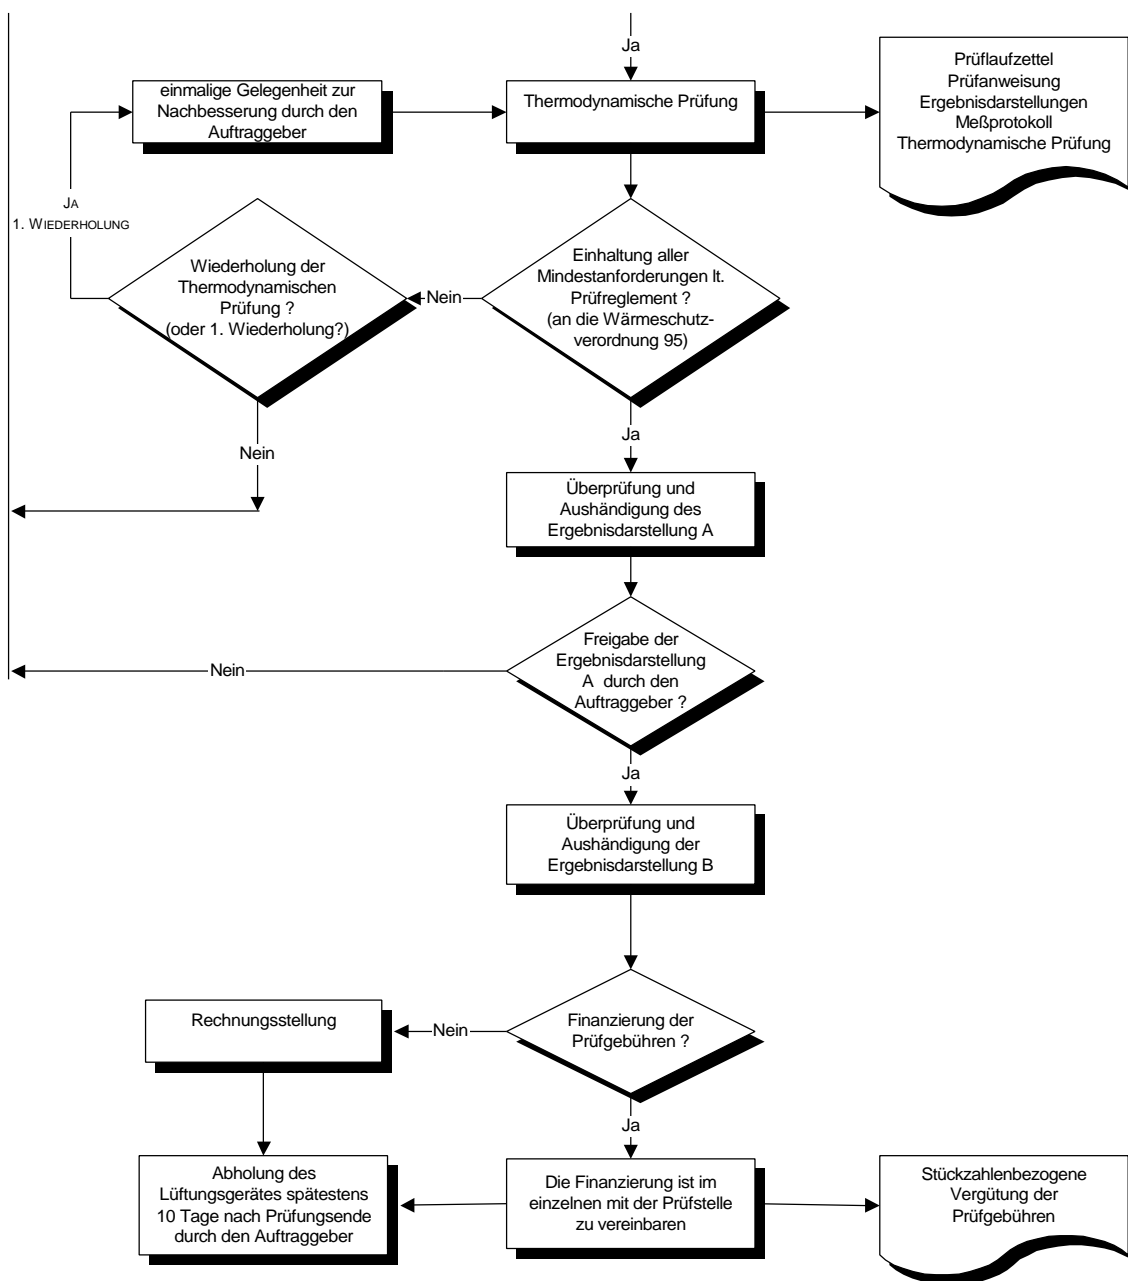 Ja
einmalige Gelegenheit zur
Nachbesserung durch den
Auftraggeber
Thermodynamische Prüfung
Prüflaufzettel
Prüfanweisung
Ergebnisdarstellungen
Meßprotokoll
Thermodynamische Prüfung
JA
1. WIEDERHOLUNG
Wiederholung der
Thermodynamischen
Prüfung ?
(oder 1. Wiederholung?)
Nein
Einhaltung aller
Mindestanforderungen lt.
Prüfreglement ?
(an die Wärmeschutz-
verordnung 95)
Nein
Ja
Überprüfung und
Aushändigung des
Ergebnisdarstellung A
Nein
Freigabe der
Ergebnisdarstellung
A durch den
Auftraggeber ?
Ja
Überprüfung und
Aushändigung der
Ergebnisdarstellung B
Rechnungsstellung
Nein
Finanzierung der
Prüfgebühren ?
Ja
Abholung des
Lüftungsgerätes spätestens
10 Tage nach Prüfungsende
durch den Auftraggeber
Die Finanzierung ist im
einzelnen mit der Prüfstelle
zu vereinbaren
Stückzahlenbezogene
Vergütung der
Prüfgebühren